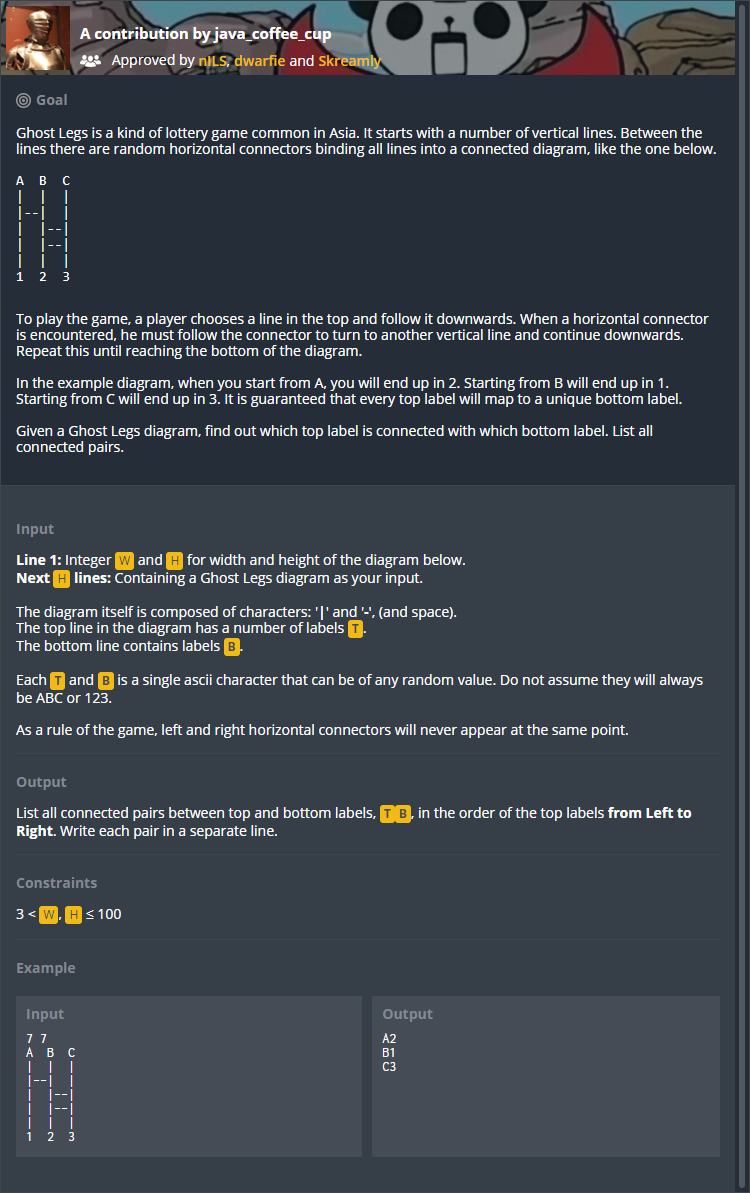 A contribution by java_coffee_cup
Approved by nILS, dwarfie and Skreamly
Goal
Ghost Legs is a kind of lottery game common in Asia. It starts with a number of vertical lines. Between the
lines there are random horizontal connectors binding all lines into a connected diagram, like the one below.
A  B  C
|  |  |
|--|  |
|  |--|
|  |--|
|  |  |
1  2  3
To play the game, a player chooses a line in the top and follow it downwards. When a horizontal connector
is encountered, he must follow the connector to turn to another vertical line and continue downwards.
Repeat this until reaching the bottom of the diagram.
In the example diagram, when you start from A, you will end up in 2. Starting from B will end up in 1.
Starting from C will end up in 3. It is guaranteed that every top label will map to a unique bottom label.
Given a Ghost Legs diagram, find out which top label is connected with which bottom label. List all
connected pairs.
Input
Line 1: Integer W and H for width and height of the diagram below.
Next H lines: Containing a Ghost Legs diagram as your input.
The diagram itself is composed of characters: '|' and '-', (and space).
The top line in the diagram has a number of labels T.
The bottom line contains labels B.
Each T and B is a single ascii character that can be of any random value. Do not assume they will always
be ABC or 123.
As a rule of the game, left and right horizontal connectors will never appear at the same point.
Output
List all connected pairs between top and bottom labels, T B, in the order of the top labels from Left to
Right. Write each pair in a separate line.
Constraints
3 < W, H ≤ 100
Example
Input
7 7
A  B  C
|  |  |
|--|  |
|  |--|
|  |--|
|  |  |
1  2  3
Output
A2
B1
C3